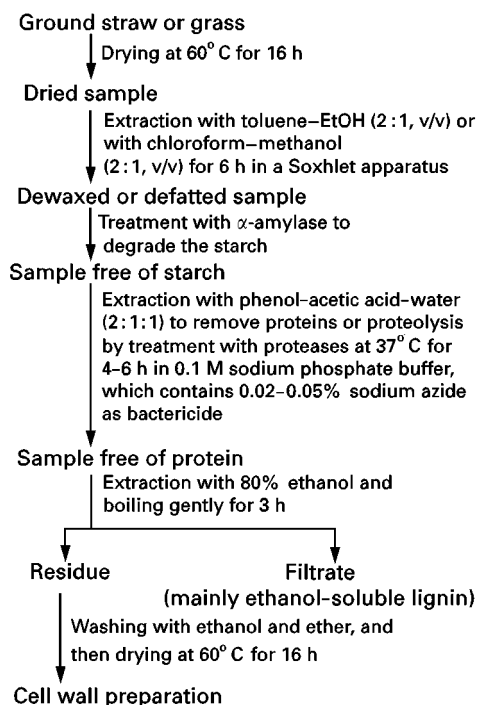 Ground straw or grass
Drying at 60° C for 16 h
Dried sample
Extraction with toluene–EtOH (2 : 1, v/v) or
with chloroform–methanol
(2 : 1, v/v) for 6 h in a Soxhlet apparatus
Dewaxed or defatted sample
Treatment with α-amylase to
degrade the starch
Sample free of starch
Extraction with phenol–acetic acid–water
(2 : 1 : 1) to remove proteins or proteolysis
by treatment with proteases at 37° C for
4–6 h in 0.1 M sodium phosphate buffer,
which contains 0.02–0.05% sodium azide
as bactericide
Sample free of protein
Extraction with 80% ethanol and
boiling gently for 3 h
Residue
Filtrate
(mainly ethanol-soluble lignin)
Washing with ethanol and ether, and
then drying at 60° C for 16 h
Cell wall preparation